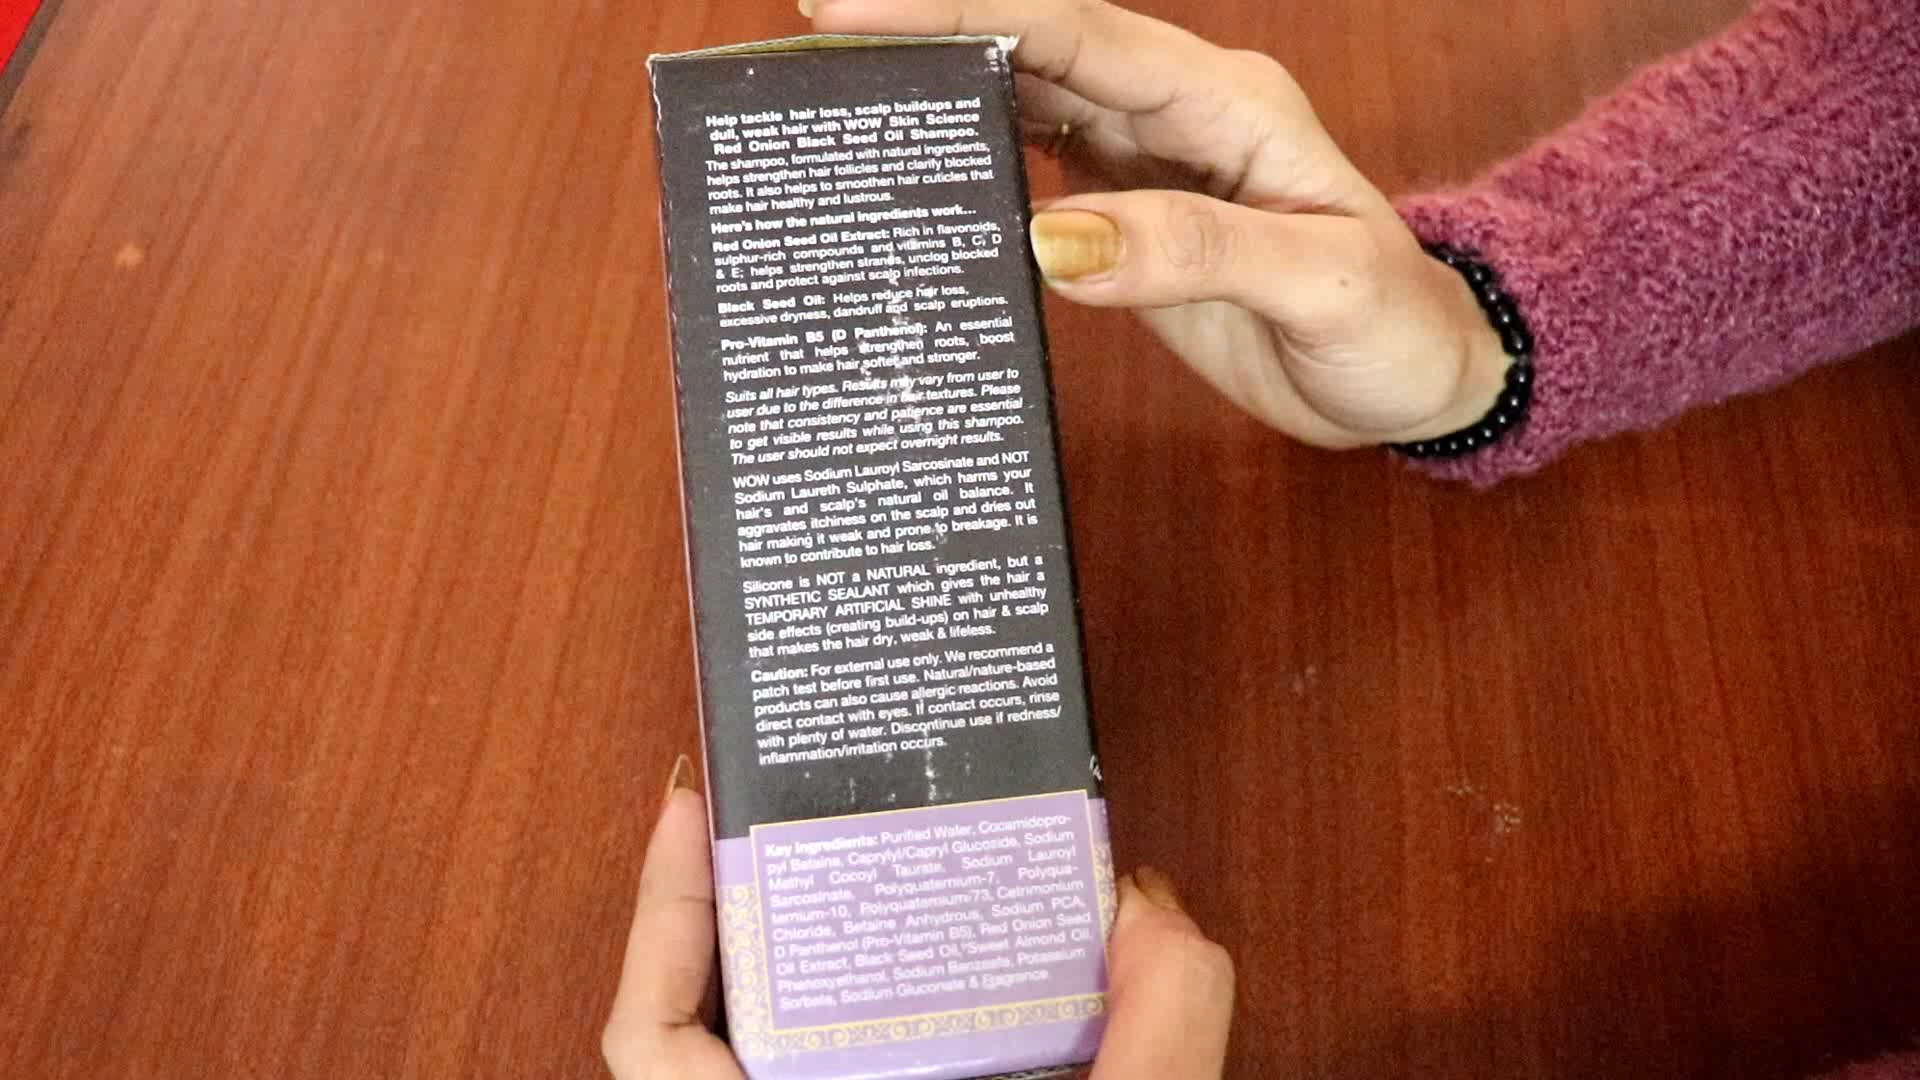 Help tackle hair loss, scalp buildups and
dull, weak hair with WOW Skin Science
Red Onion Black Seed Oil Shampoo.
The shampoo, formulated with natural ingredients,
helps strengthen hair follicles and clarify blocked
roots. It also helps to smoothen hair cuticles that
make hair healthy and lustrous.
Here's how the natural ingredients work...
Red Onion Seed Oil Extract: Rich in flavonoids,
sulphur-rich compounds and vitamins B, C, D
& E; helps strengthen strands, unclog blocked
roots and protect against scalp infections.
Black Seed Oil: Helps reduce hair loss,
excessive dryness, dandruff and scalp eruptions.
Pro-Vitamin B5 (D Panthenol): An essential
nutrient that helps strengthen roots, boost
hydration to make hair softer and stronger.
Suits all hair types. Results may vary from user to
user due to the difference in hair textures. Please
note that consistency and patience are essential
to get visible results while using this shampoo.
The user should not expect overnight results.
WOW uses Sodium Lauroyl Sarcosinate and NOT
Sodium Laureth Sulphate, which harms your
hair's and scalp's natural oil balance. It
aggravates itchiness on the scalp and dries out
hair making it weak and prone to breakage. It is
known to contribute to hair loss.
Silicone is NOT a NATURAL ingredient, but a
SYNTHETIC SEALANT which gives the hair a
TEMPORARY ARTIFICIAL SHINE with unhealthy
side effects (creating build-ups) on hair & scalp
that makes the hair dry, weak & lifeless.
Caution: For external use only. We recommend a
patch test before first use. Natural/nature-based
products can also cause allergic reactions. Avoid
direct contact with eyes. If contact occurs, rinse
with plenty of water. Discontinue use if redness/
inflammation/irritation occurs.
Key Ingredients: Purified Water, Cocamidopro-
pyl Betaine, Caprylyl/Capryl Glucoside, Sodium
Methyl Cocoyl Taurate, Sodium Lauroyl
Sarcosinate, Polyquaternium-7, Polyqua-
ternium-10, Polyquaternium-73, Cetrimonium
Chloride, Betaine Anhydrous, Sodium PCA,
D Panthenol (Pro-Vitamin B5), Red Onion Seed
Oil Extract, Black Seed Oil, Sweet Almond Oil,
Phenoxyethanol, Sodium Benzoate, Potassium
Sorbate, Sodium Gluconate & Fragrance.